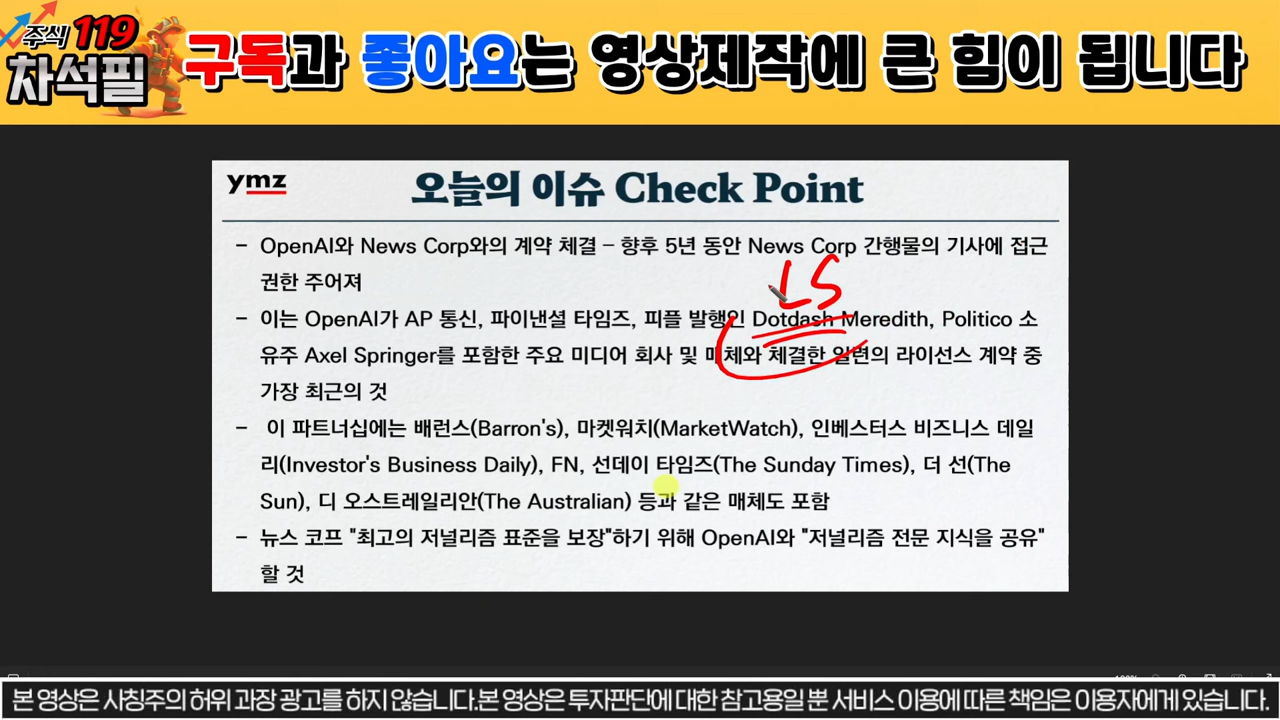 주식 119
차석필
구독과 좋아요는 영상제작에 큰 힘이 됩니다
ymz
오늘의 이슈 Check Point
- OpenAI와 News Corp와의 계약 체결 – 향후 5년 동안 News Corp 간행물의 기사에 접근
권한 주어져
LS
- 이는 OpenAI가 AP 통신, 파이낸셜 타임즈, 피플 발행인 Dotdash Meredith, Politico 소
유주 Axel Springer를 포함한 주요 미디어 회사 및 매체와 체결한 일련의 라이선스 계약 중
가장 최근의 것
- 이 파트너십에는 배런스(Barron's), 마켓워치(MarketWatch), 인베스터스 비즈니스 데일
리(Investor's Business Daily), FN, 선데이 타임즈(The Sunday Times), 더 선(The
Sun), 디 오스트레일리안(The Australian) 등과 같은 매체도 포함
- 뉴스 코프 "최고의 저널리즘 표준을 보장"하기 위해 OpenAI와 "저널리즘 전문 지식을 공유"
할 것
본 영상은 사칭주의 허위 과장 광고를 하지 않습니다.본 영상은 투자판단에 대한 참고용일 뿐 서비스 이용에 따른 책임은 이용자에게 있습니다.